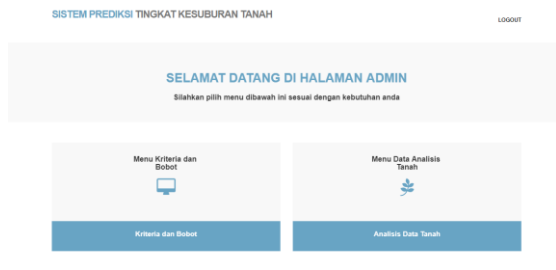 SISTEM PREDIKSI TINGKAT KESUBURAN TANAH
LOGOUT
SELAMAT DATANG DI HALAMAN ADMIN
Silahkan pilih menu dibawah ini sesuai dengan kebutuhan anda
Menu Kriteria dan
Bobot
Kriteria dan Bobot
Menu Data Analisis
Tanah
Analisis Data Tanah